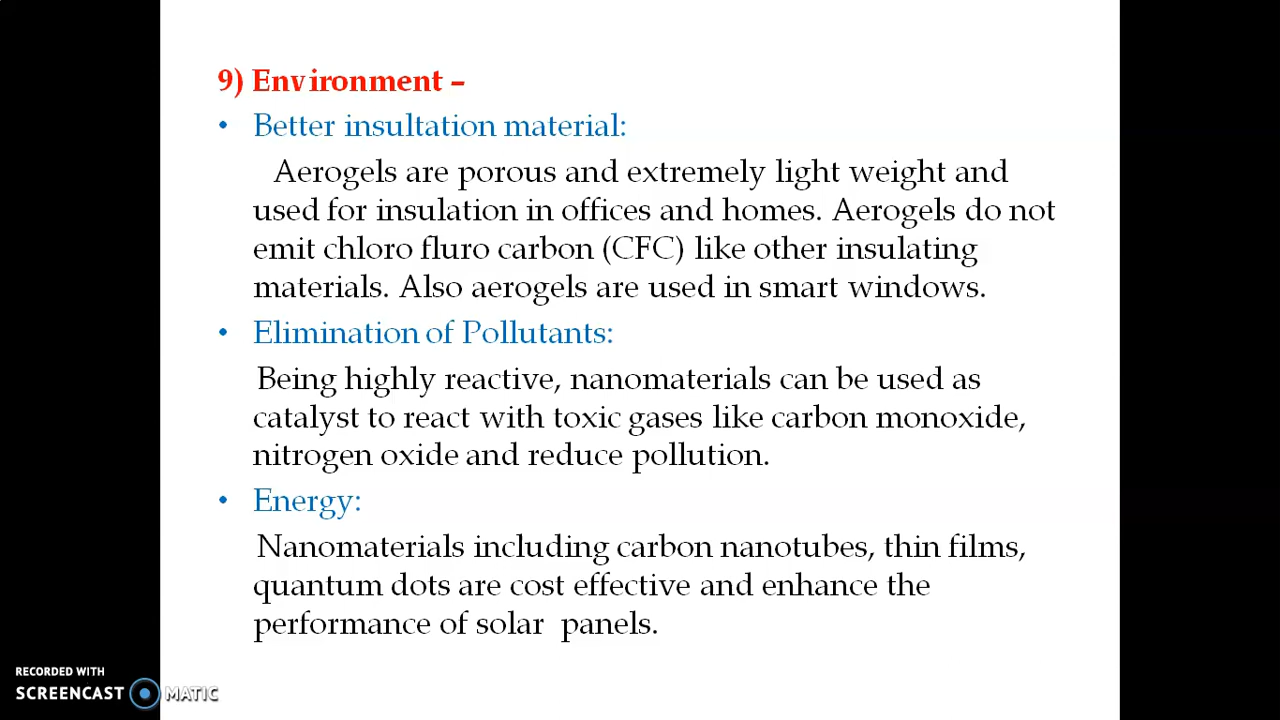 9) Environment –
• Better insultation material:
Aerogels are porous and extremely light weight and
used for insulation in offices and homes. Aerogels do not
emit chloro fluro carbon (CFC) like other insulating
materials. Also aerogels are used in smart windows.
• Elimination of Pollutants:
Being highly reactive, nanomaterials can be used as
catalyst to react with toxic gases like carbon monoxide,
nitrogen oxide and reduce pollution.
• Energy:
Nanomaterials including carbon nanotubes, thin films,
quantum dots are cost effective and enhance the
performance of solar panels.
RECORDED WITH
SCREENCAST MATIC